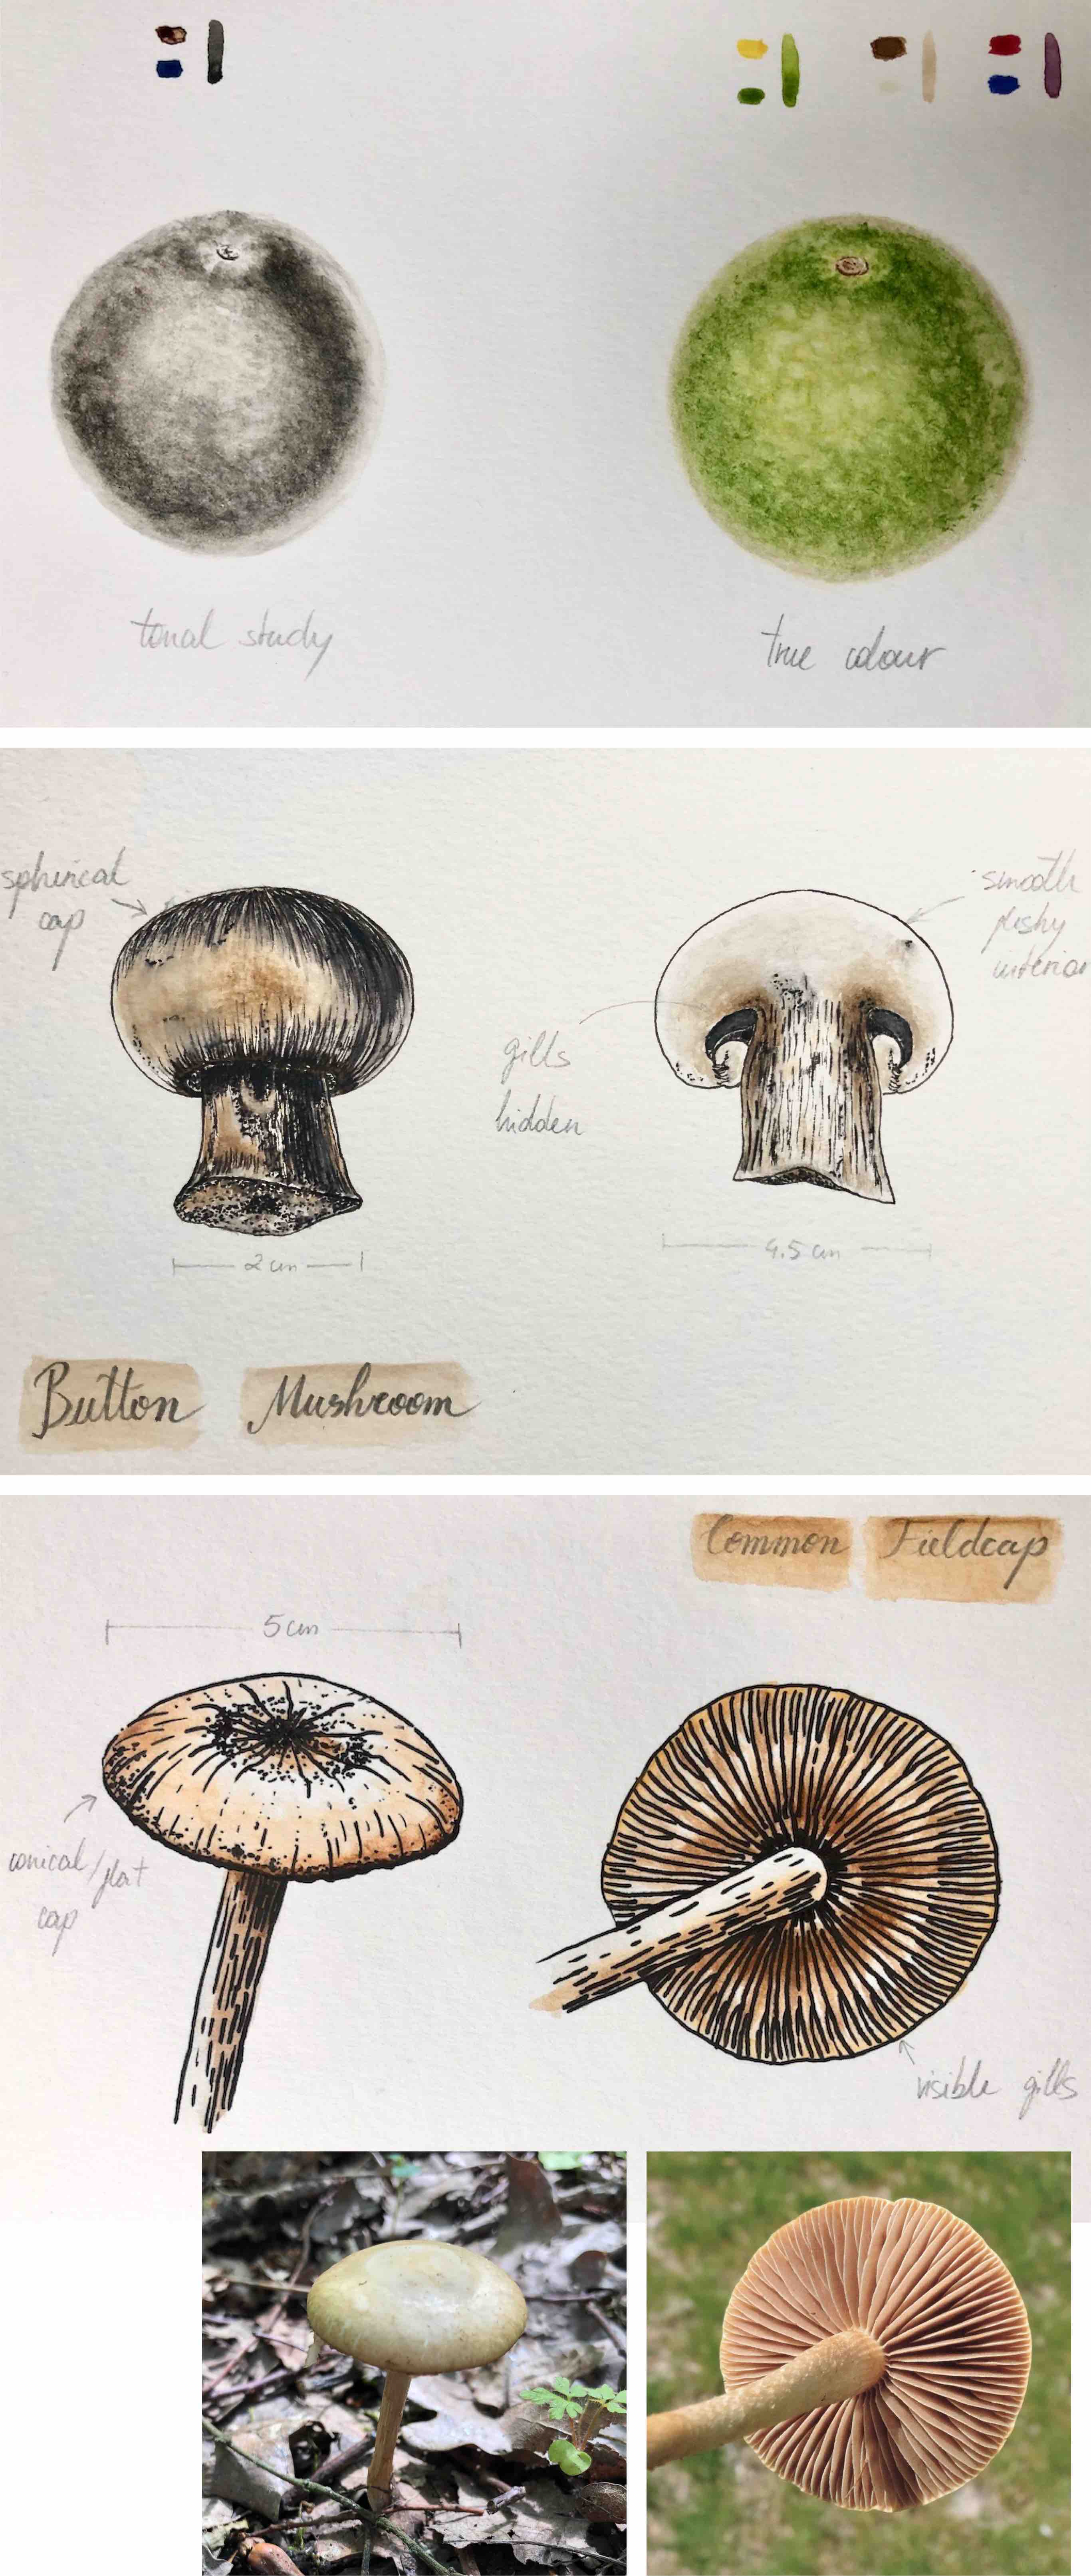 tonal study
true colour
spherical
cap
smooth
fleshy
interior
gills
hidden
2 cm
4.5 cm
Button Mushroom
Common Fieldcap
5 cm
conical/flat
cap
visible gills